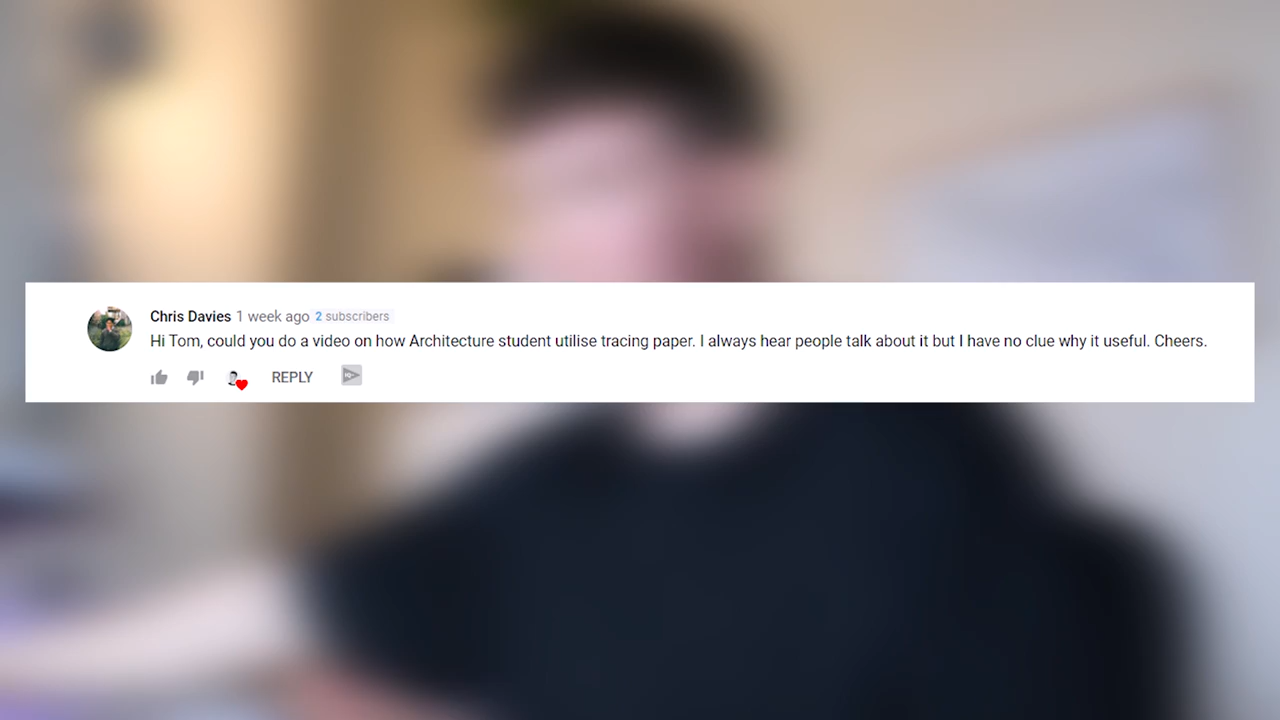 Chris Davies 1 week ago 2 subscribers
Hi Tom, could you do a video on how Architecture student utilise tracing paper. I always hear people talk about it but I have no clue why it useful. Cheers.
REPLY